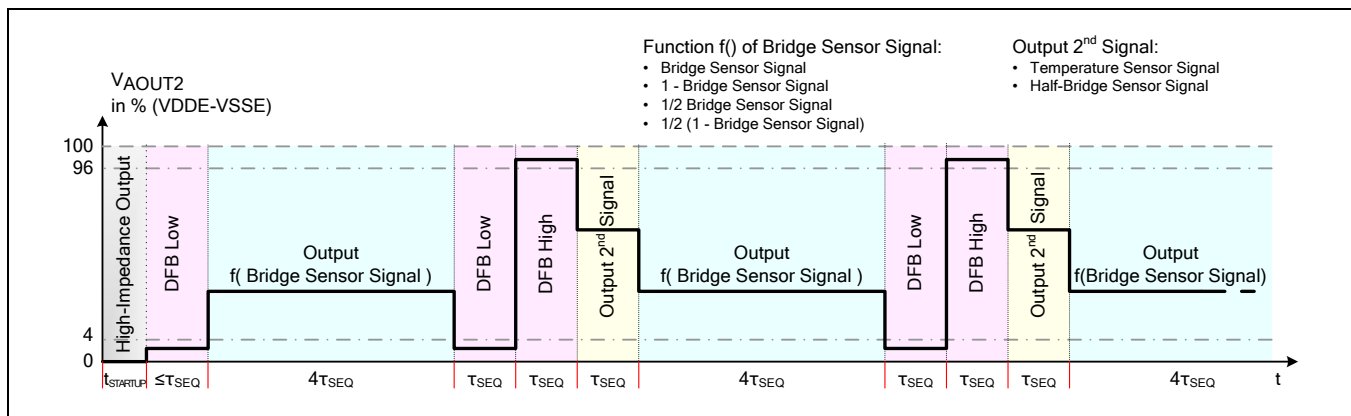 Function f() of Bridge Sensor Signal:
• Bridge Sensor Signal
• 1 - Bridge Sensor Signal
• 1/2 Bridge Sensor Signal
• 1/2 (1 - Bridge Sensor Signal)
Output 2nd Signal:
• Temperature Sensor Signal
• Half-Bridge Sensor Signal
VAOUT2
in % (VDDE-VSSE)
100
96
4
0
High-Impedance Output
DFB Low
Output
f( Bridge Sensor Signal )
DFB Low
DFB High
Output 2nd Signal
Output
f( Bridge Sensor Signal )
DFB Low
DFB High
Output 2nd Signal
Output
f(Bridge Sensor Signal)
tSTARTUP
≤τSEQ
4τSEQ
τSEQ
τSEQ
τSEQ
4τSEQ
τSEQ
τSEQ
τSEQ
4τSEQ
t